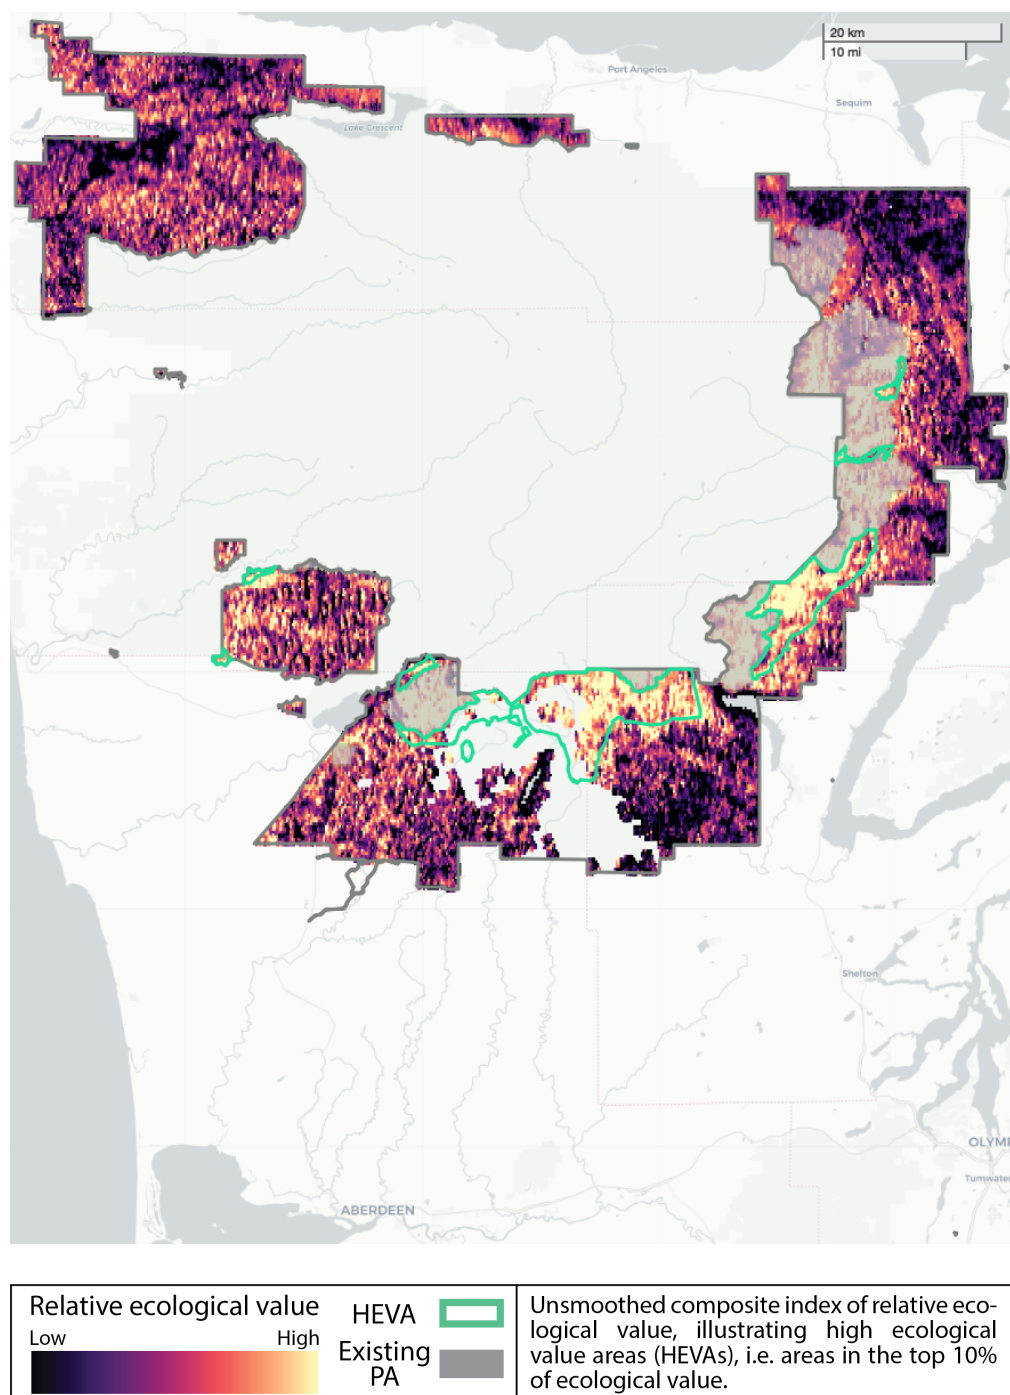 20 km
10 mi
Port Angeles
Sequim
Lake Crescent
Shelton
OLYMP
Tumwater
ABERDEEN
Relative ecological value
Low
High
HEVA
Existing
PA
Unsmoothed composite index of relative eco-
logical value, illustrating high ecological
value areas (HEVAs), i.e. areas in the top 10%
of ecological value.